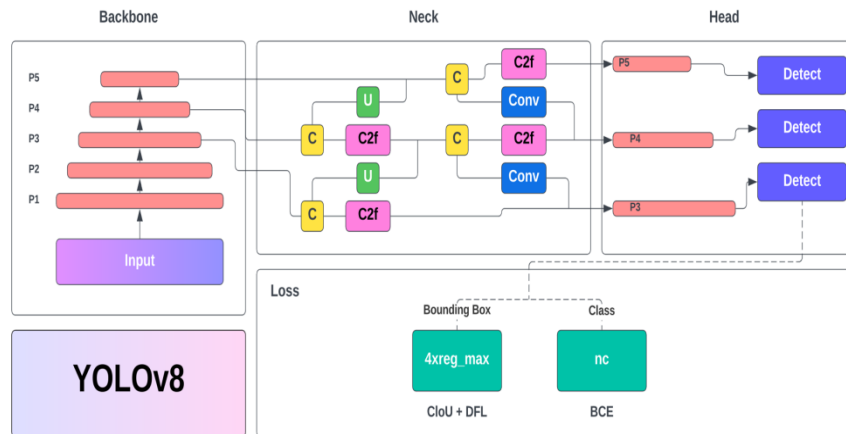 Backbone
Neck
Head
P5
P4
P3
P2
P1
Input
C
U
C2f
C
U
C2f
C
C2f
Conv
C
C2f
Conv
P5
P4
P3
Detect
Detect
Detect
YOLOv8
Loss
Bounding Box
Class
4xreg_max
nc
CIoU + DFL
BCE